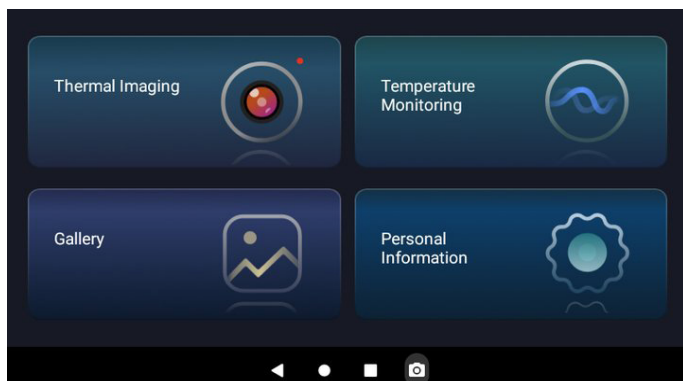 Thermal Imaging
Temperature
Monitoring
Gallery
Personal
Information